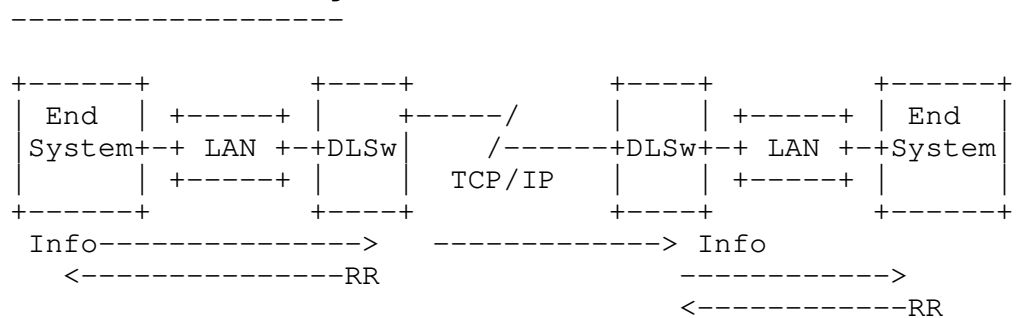 -------------------
+------+          +----+            +----+          +------+
| End  | +-----+  |    +-----/      |    | +-----+  | End  |
|System+-+ LAN +-+DLSw|     /------+DLSw+-+ LAN +-+System|
|      | +-----+  |    |  TCP/IP    |    | +-----+  |      |
+------+          +----+            +----+          +------+
Info---------------> -------------> Info
<---------------RR ------------>
<------------RR